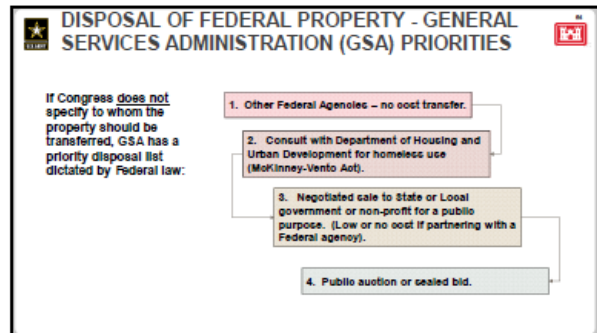 DISPOSAL OF FEDERAL PROPERTY - GENERAL
SERVICES ADMINISTRATION (GSA) PRIORITIES
If Congress does not
specify to whom the
property should be
transferred, GSA has a
priority disposal list
dictated by Federal law:
1. Other Federal Agencies – no cost transfer.
2. Consult with Department of Housing and
Urban Development for homeless use
(McKinney-Vento Act).
3. Negotiated sale to State or Local
government or non-profit for a public
purpose. (Low or no cost if partnering with a
Federal agency).
4. Public auction or sealed bid.